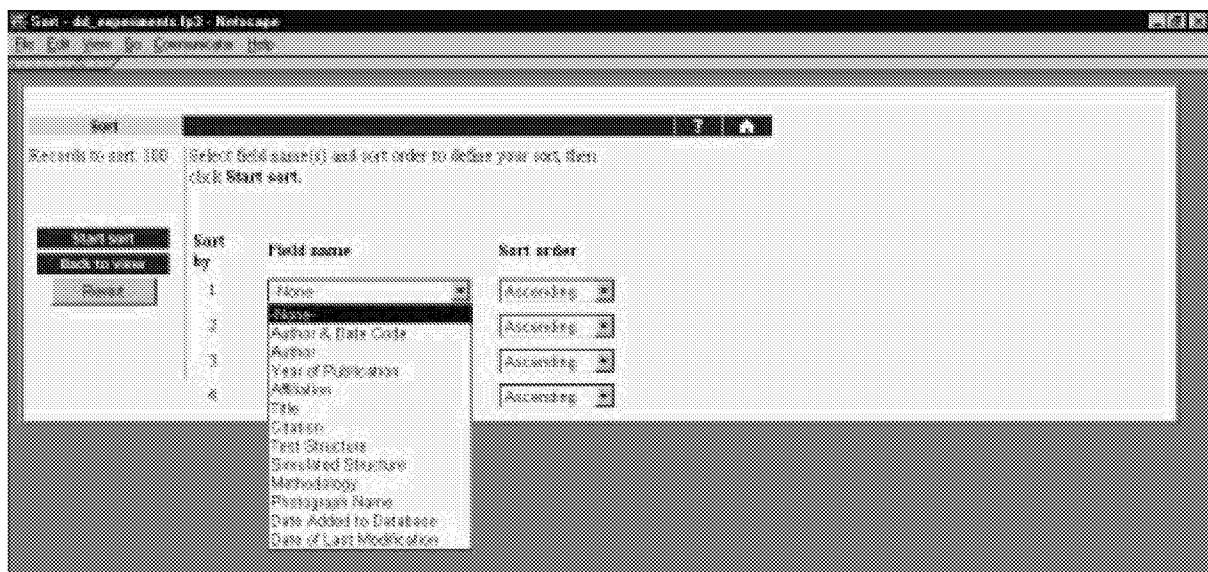 Sort - dd_experiments.fp3 - Netscape
File Edit View Go Communicator Help
Sort ?
Records to sort: 100
Select field name(s) and sort order to define your sort, then
click Start sort.
Start sort
Back to view
Reset
Sort by Field name Sort order
1 None Ascending
2 Ascending
3 Ascending
4 Ascending
None
Author & Date Code
Author
Year of Publication
Affiliation
Title
Citation
Test Structure
Simulated Structure
Methodology
Photograph Name
Date Added to Database
Date of Last Modification